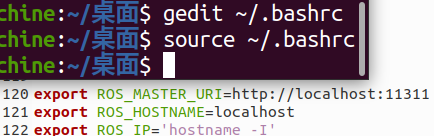 chine:~/桌面$ gedit ~/.bashrc
chine:~/桌面$ source ~/.bashrc
chine:~/桌面$
120 export ROS_MASTER_URI=http://localhost:11311
121 export ROS_HOSTNAME=localhost
122 export ROS_IP='hostname -I'